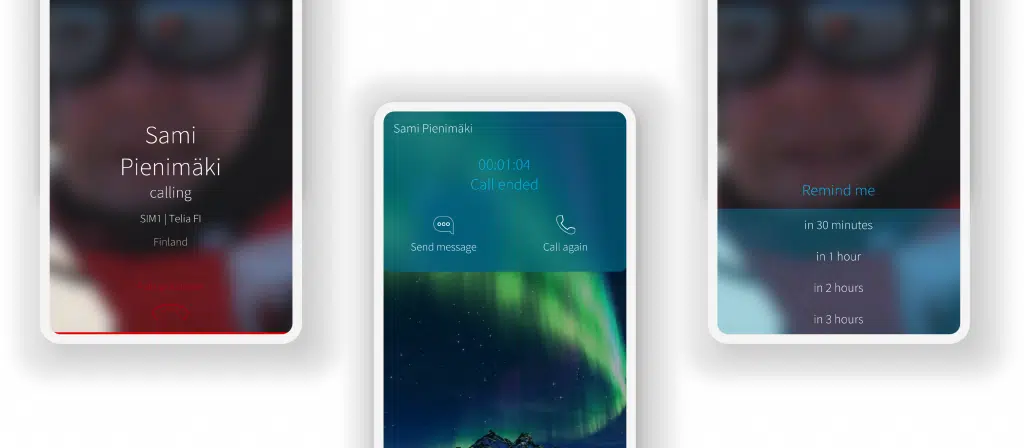 Sami
Pienimäki
calling
SIM1 | Telia FI
Finland
Sami Pienimäki
00:01:04
Call ended
Send message
Call again
Remind me
in 30 minutes
in 1 hour
in 2 hours
in 3 hours